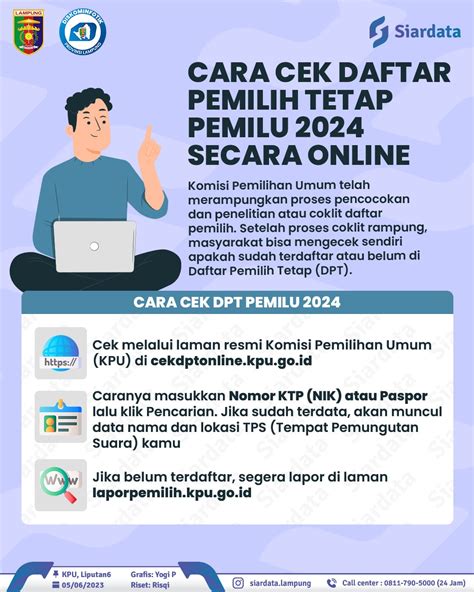 LAMPUNG
DISKOMINFOTIK
PROVINSI LAMPUNG
Siardata
CARA CEK DAFTAR
PEMILIH TETAP
PEMILU 2024
SECARA ONLINE
Komisi Pemilihan Umum telah
merampungkan proses pencocokan
dan penelitian atau coklit daftar
pemilih. Setelah proses coklit rampung,
masyarakat bisa mengecek sendiri
apakah sudah terdaftar atau belum di
Daftar Pemilih Tetap (DPT).
CARA CEK DPT PEMILU 2024
https://
Cek melalui laman resmi Komisi Pemilihan Umum
(KPU) di cekdptonline.kpu.go.id
Caranya masukkan Nomor KTP (NIK) atau Paspor
lalu klik Pencarian. Jika sudah terdata, akan muncul
data nama dan lokasi TPS (Tempat Pemungutan
Suara) kamu
Www
Jika belum terdaftar, segera lapor di laman
laporpemilih.kpu.go.id
KPU, Liputan6
Grafis: Yogi P
05/06/2023
Riset: Risqi
siardata.lampung
Call center : 0811-790-5000 (24 Jam)